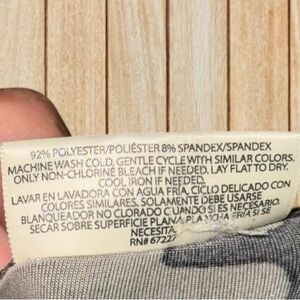 92% POLYESTER/POLIÉSTER 8% SPANDEX/SPANDEX
MACHINE WASH COLD, GENTLE CYCLE WITH SIMILAR COLORS.
ONLY NON-CHLORINE BLEACH IF NEEDED. LAY FLAT TO DRY.
COOL IRON IF NEEDED.
LAVAR EN LAVADORA CON AGUA FRÍA, CICLO DELICADO CON
COLORES SIMILARES. SOLAMENTE DEBE USARSE
BLANQUEADOR NO CLORADO CUANDO SE ES NECESARIO.
SECAR SOBRE SUPERFICIE PLANA. PLANCHA FRÍA SI SE
NECESITA.
RN# 67227